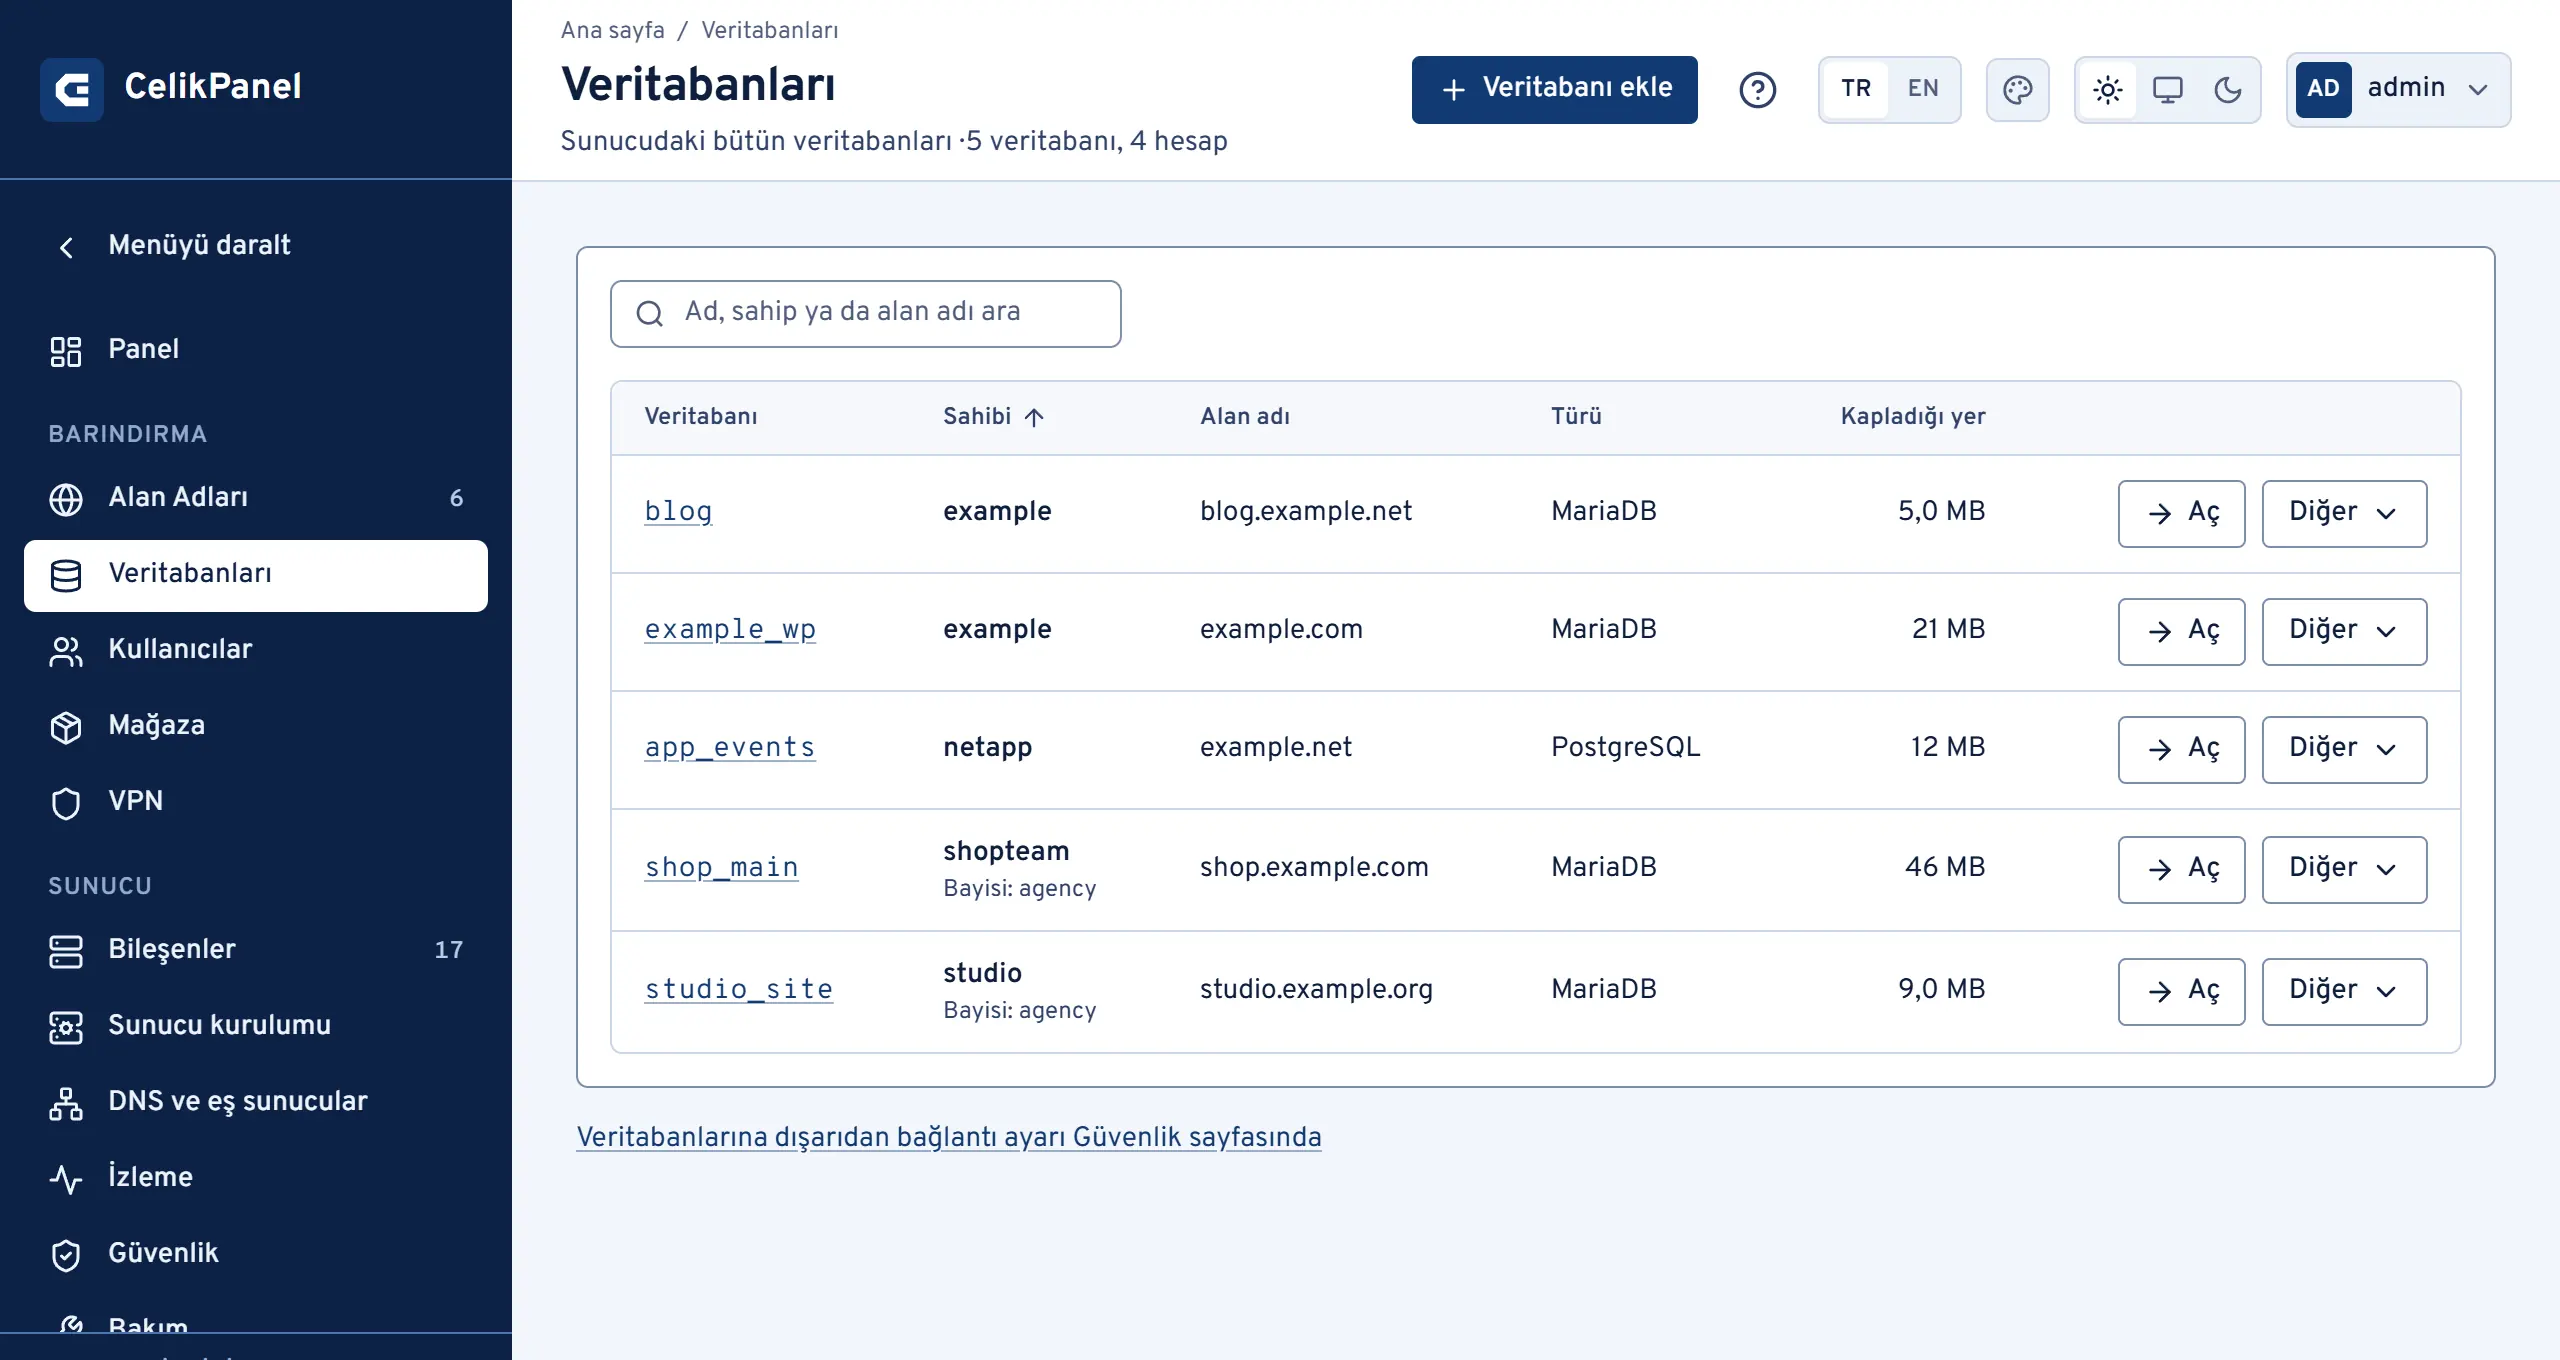 CelikPanel
Menüyü daralt
Panel
BARINDIRMA
Alan Adları 6
Veritabanları
Kullanıcılar
Mağaza
VPN
SUNUCU
Bileşenler 17
Sunucu kurulumu
DNS ve eş sunucular
İzleme
Güvenlik
Bakım
Ana sayfa / Veritabanları
Veritabanları
Sunucudaki bütün veritabanları ·5 veritabanı, 4 hesap
+ Veritabanı ekle
TR EN
AD admin
Ad, sahip ya da alan adı ara
Veritabanı Sahibi ↑ Alan adı Türü Kapladığı yer
blog example blog.example.net MariaDB 5,0 MB → Aç Diğer
example_wp example example.com MariaDB 21 MB → Aç Diğer
app_events netapp example.net PostgreSQL 12 MB → Aç Diğer
shop_main shopteam shop.example.com MariaDB 46 MB → Aç Diğer
Bayisi: agency
studio_site studio studio.example.org MariaDB 9,0 MB → Aç Diğer
Bayisi: agency
Veritabanlarına dışarıdan bağlantı ayarı Güvenlik sayfasında